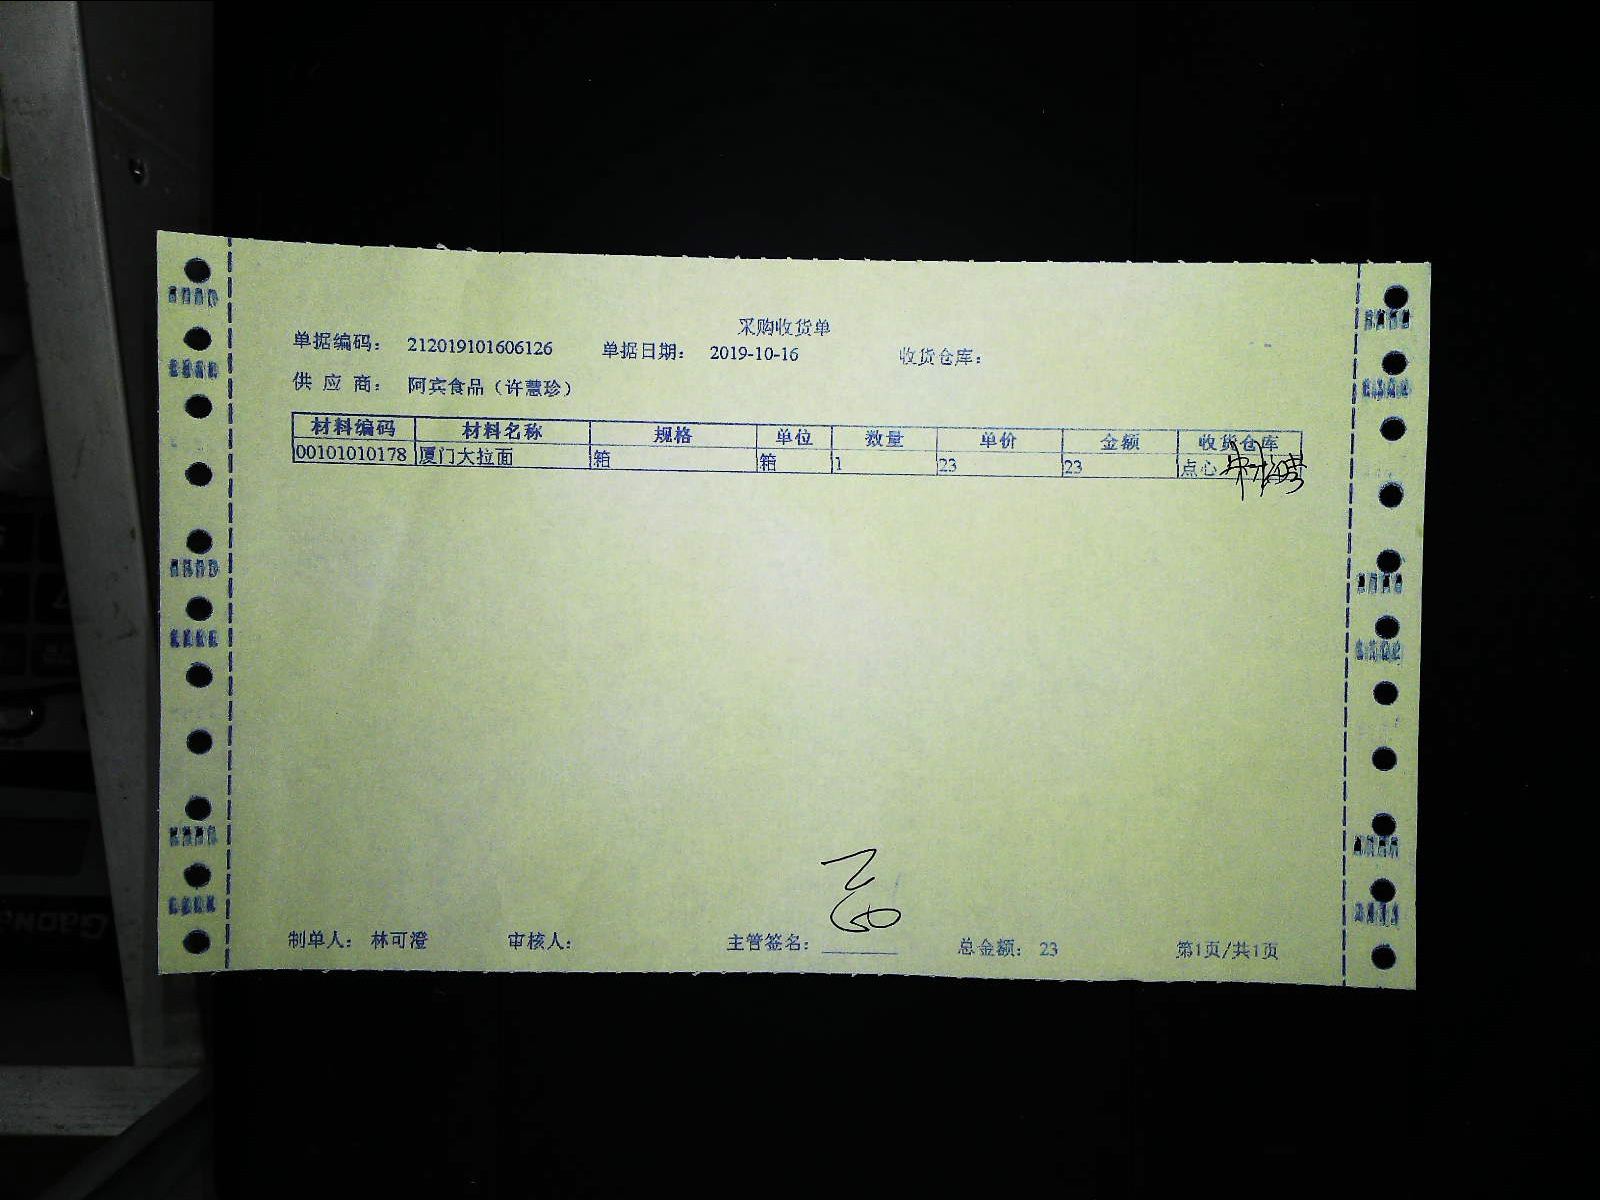 采购收货单
单据编码： 212019101606126 单据日期： 2019-10-16 收货仓库：
供 应 商： 阿宾食品（许慧珍）
材料编码 材料名称 规格 单位 数量 单价 金额 收货仓库
00101010178 厦门大拉面 箱 箱 1 23 23 点心
制单人： 林可澄 审核人： 主管签名： 总金额： 23 第1页/共1页